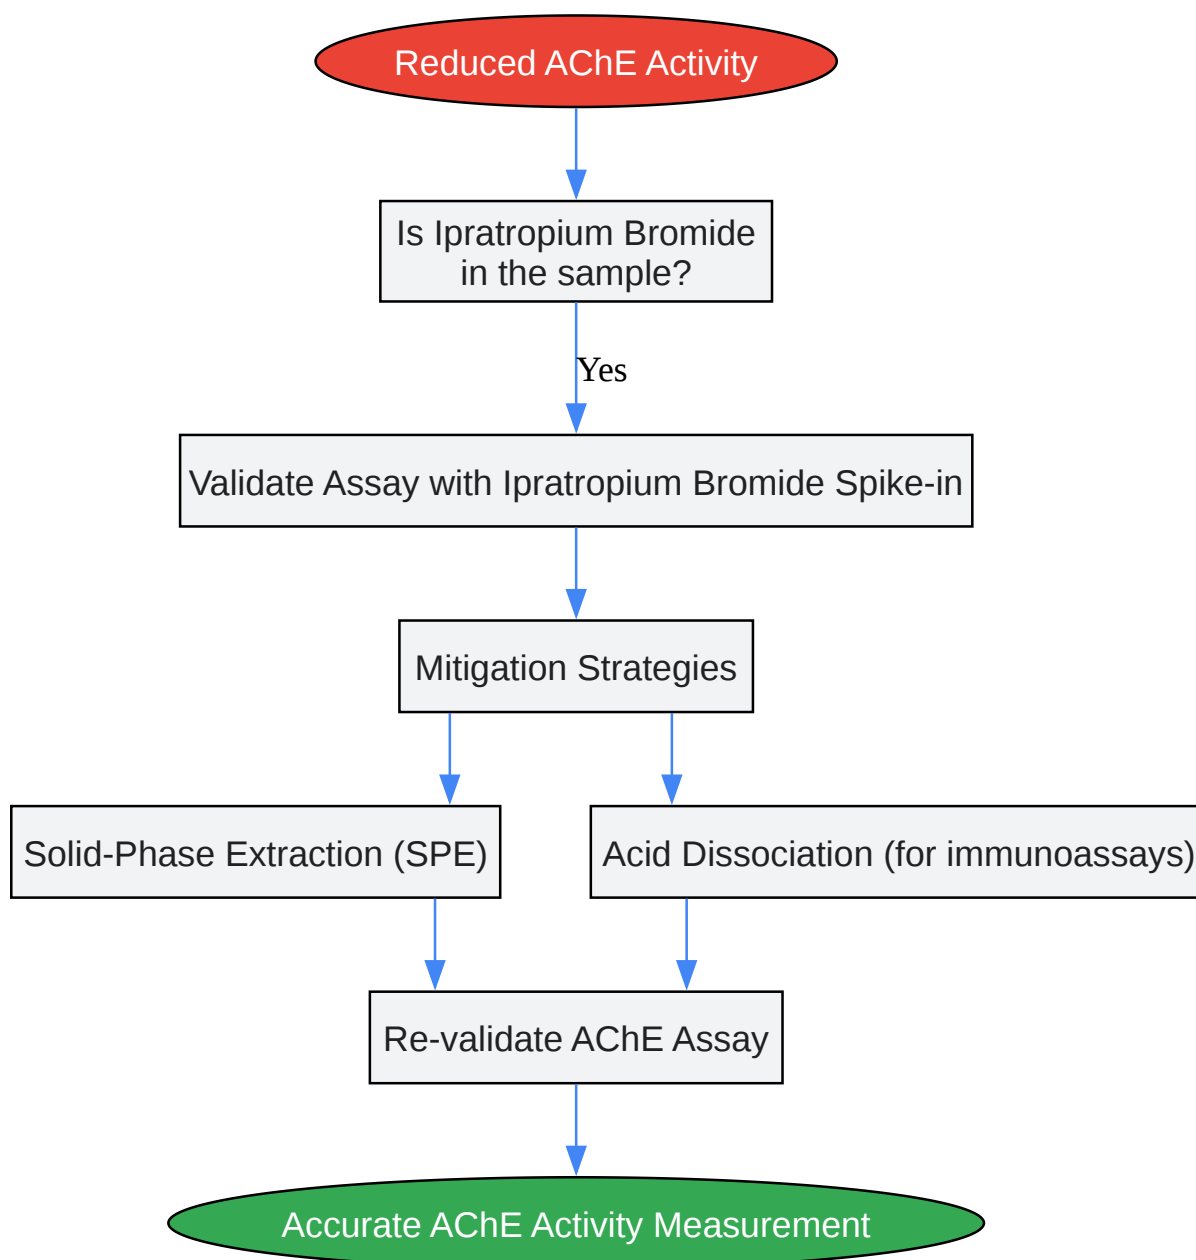 Reduced AChE Activity
Is Ipratropium Bromide
in the sample?
Yes
Validate Assay with Ipratropium Bromide Spike-in
Mitigation Strategies
Solid-Phase Extraction (SPE)
Acid Dissociation (for immunoassays)
Re-validate AChE Assay
Accurate AChE Activity Measurement